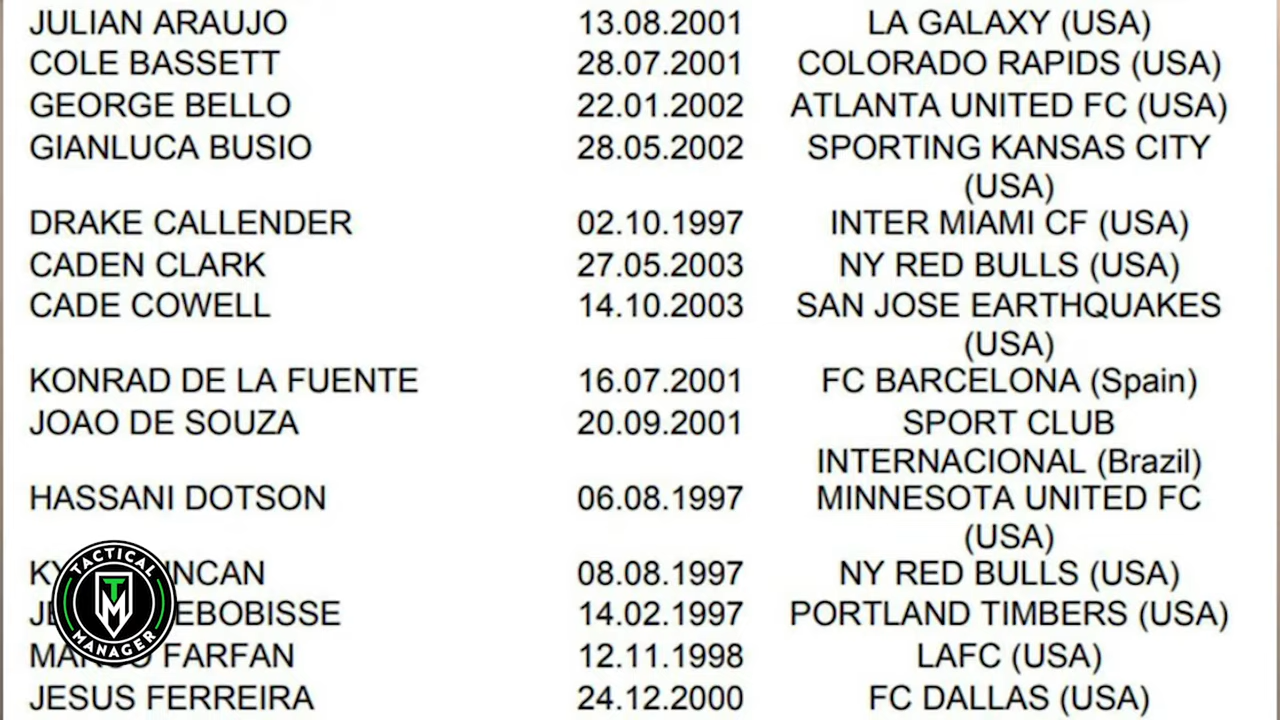 JULIAN ARAUJO 13.08.2001 LA GALAXY (USA)
COLE BASSETT 28.07.2001 COLORADO RAPIDS (USA)
GEORGE BELLO 22.01.2002 ATLANTA UNITED FC (USA)
GIANLUCA BUSIO 28.05.2002 SPORTING KANSAS CITY
(USA)
DRAKE CALLENDER 02.10.1997 INTER MIAMI CF (USA)
CADEN CLARK 27.05.2003 NY RED BULLS (USA)
CADE COWELL 14.10.2003 SAN JOSE EARTHQUAKES
(USA)
KONRAD DE LA FUENTE 16.07.2001 FC BARCELONA (Spain)
JOAO DE SOUZA 20.09.2001 SPORT CLUB
INTERNACIONAL (Brazil)
HASSANI DOTSON 06.08.1997 MINNESOTA UNITED FC
(USA)
08.08.1997 NY RED BULLS (USA)
14.02.1997 PORTLAND TIMBERS (USA)
FARFAN 12.11.1998 LAFC (USA)
JESUS FERREIRA 24.12.2000 FC DALLAS (USA)
TACTICAL
TM
MANAGER